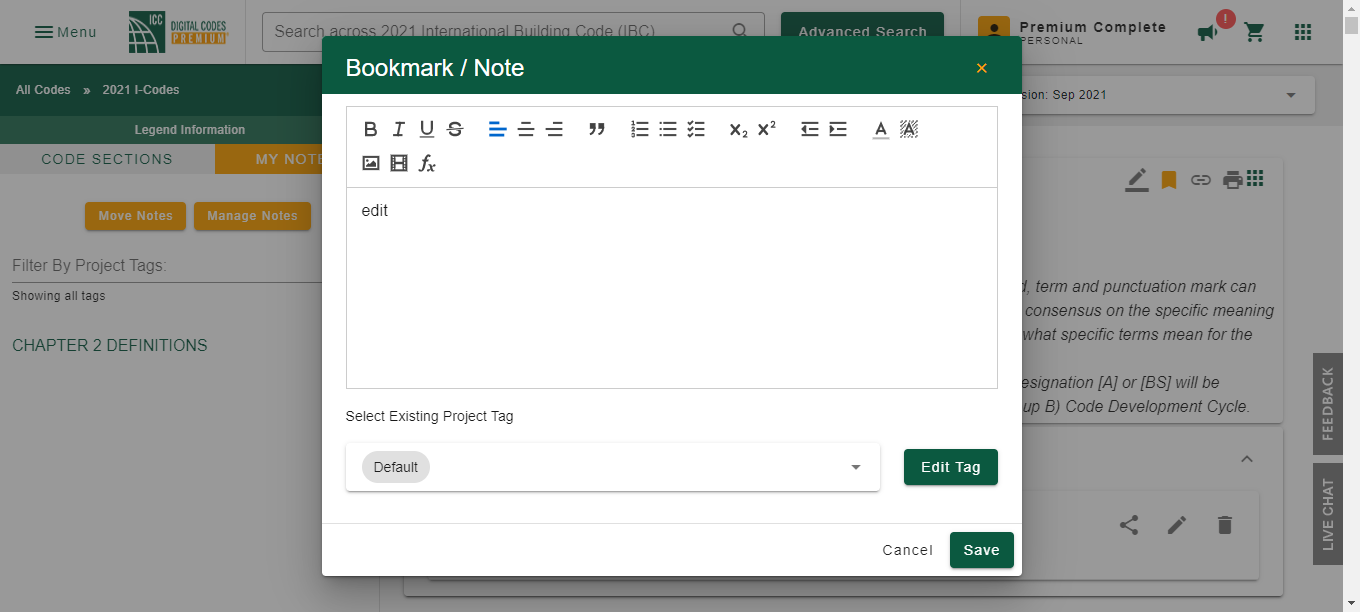 Menu
ICC DIGITAL CODES PREMIUM
Search across 2021 International Building Code (IBC)
Advanced Search
Premium Complete
PERSONAL
!
All Codes » 2021 I-Codes
sion: Sep 2021
Legend Information
CODE SECTIONS
MY NOTE
Move Notes
Manage Notes
Filter By Project Tags:
Showing all tags
CHAPTER 2 DEFINITIONS
Bookmark / Note
edit
Select Existing Project Tag
Default
Edit Tag
Cancel
Save
, term and punctuation mark can
consensus on the specific meaning
what specific terms mean for the
esignation [A] or [BS] will be
up B) Code Development Cycle.
FEEDBACK
LIVE CHAT